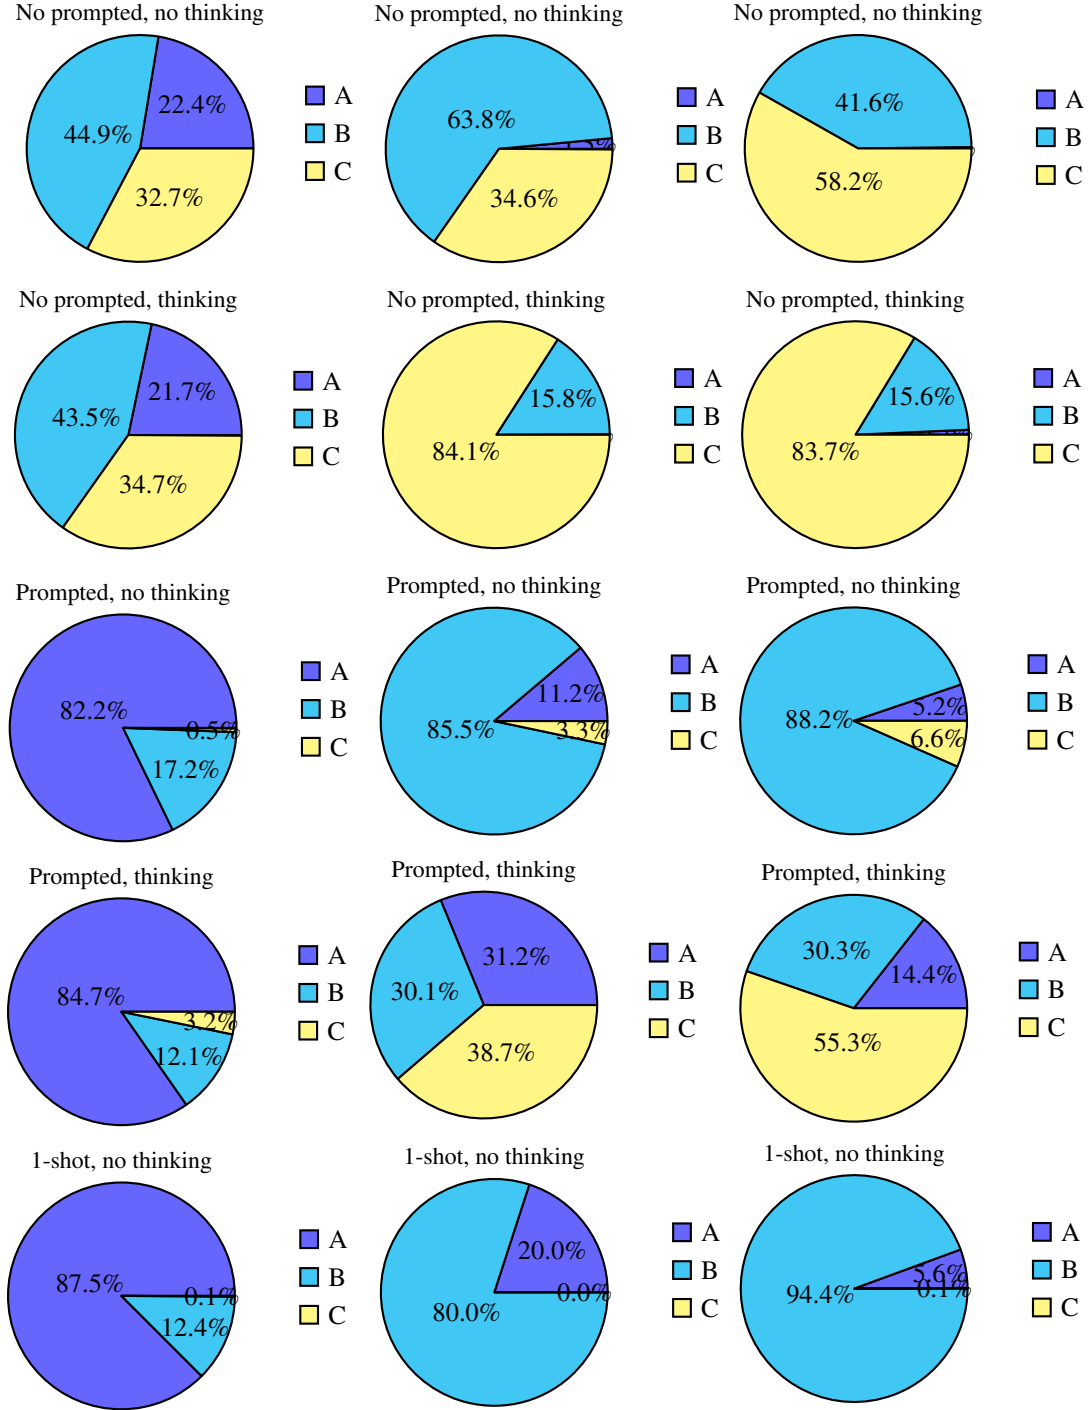 No prompted, no thinking
44.9%
22.4%
32.7%
A
B
C
No prompted, no thinking
63.8%
34.6%
A
B
C
No prompted, no thinking
41.6%
58.2%
A
B
C
No prompted, thinking
43.5%
21.7%
34.7%
A
B
C
No prompted, thinking
15.8%
84.1%
A
B
C
No prompted, thinking
15.6%
83.7%
A
B
C
Prompted, no thinking
82.2%
0.5%
17.2%
A
B
C
Prompted, no thinking
11.2%
85.5%
3.3%
A
B
C
Prompted, no thinking
88.2%
5.2%
6.6%
A
B
C
Prompted, thinking
84.7%
3.2%
12.1%
A
B
C
Prompted, thinking
31.2%
30.1%
38.7%
A
B
C
Prompted, thinking
30.3%
14.4%
55.3%
A
B
C
1-shot, no thinking
87.5%
0.1%
12.4%
A
B
C
1-shot, no thinking
20.0%
0.0%
80.0%
A
B
C
1-shot, no thinking
5.6%
0.1%
94.4%
A
B
C